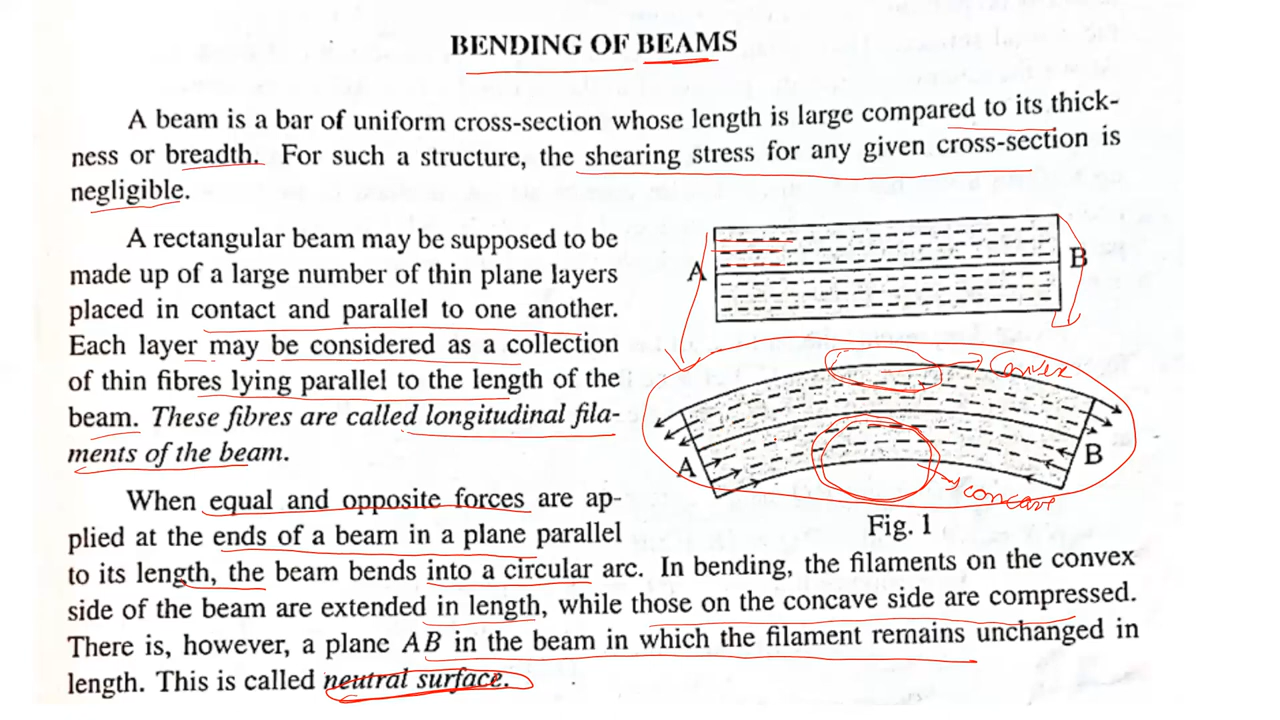 BENDING OF BEAMS
A beam is a bar of uniform cross-section whose length is large compared to its thick-
ness or breadth. For such a structure, the shearing stress for any given cross-section is
negligible.
A rectangular beam may be supposed to be
made up of a large number of thin plane layers
placed in contact and parallel to one another.
Each layer may be considered as a collection
of thin fibres lying parallel to the length of the
beam. These fibres are called longitudinal fila-
ments of the beam.
A
B
Convex
A
B
concave
Fig. 1
When equal and opposite forces are ap-
plied at the ends of a beam in a plane parallel
to its length, the beam bends into a circular arc. In bending, the filaments on the convex
side of the beam are extended in length, while those on the concave side are compressed.
There is, however, a plane AB in the beam in which the filament remains unchanged in
length. This is called neutral surface.